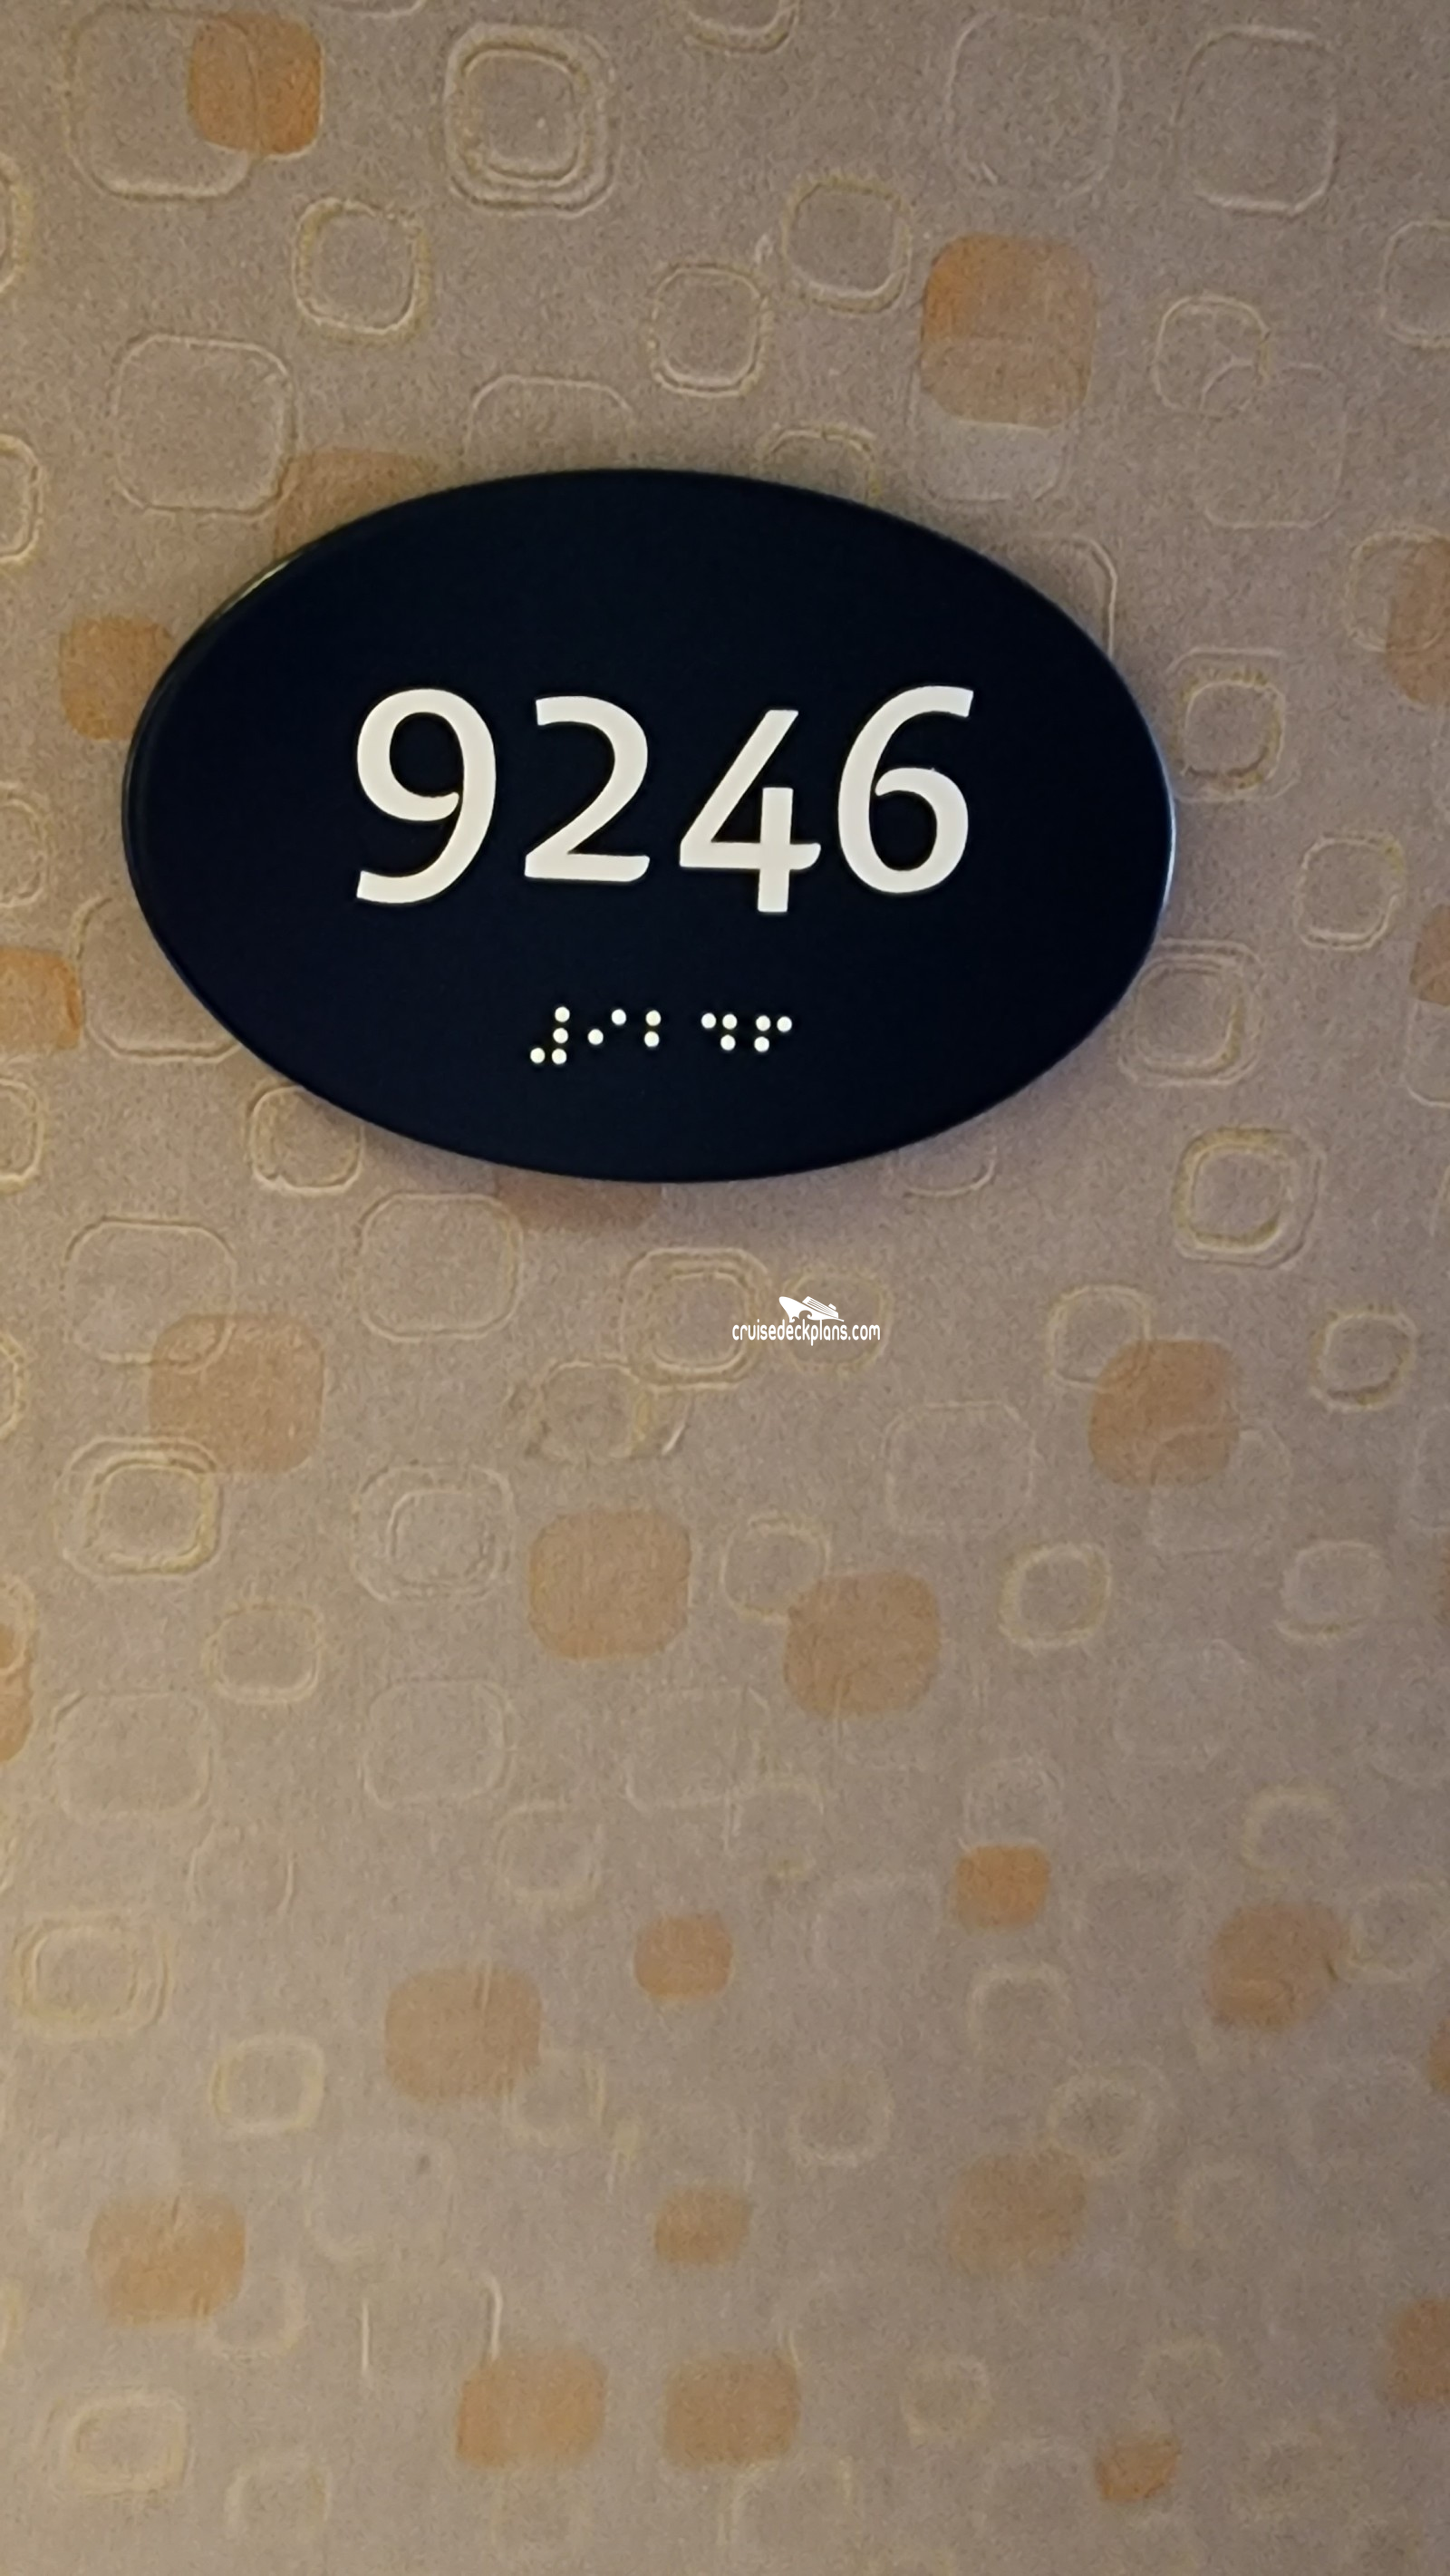 9246
⠼⠊⠃⠙⠋
cruisedeckplans.com